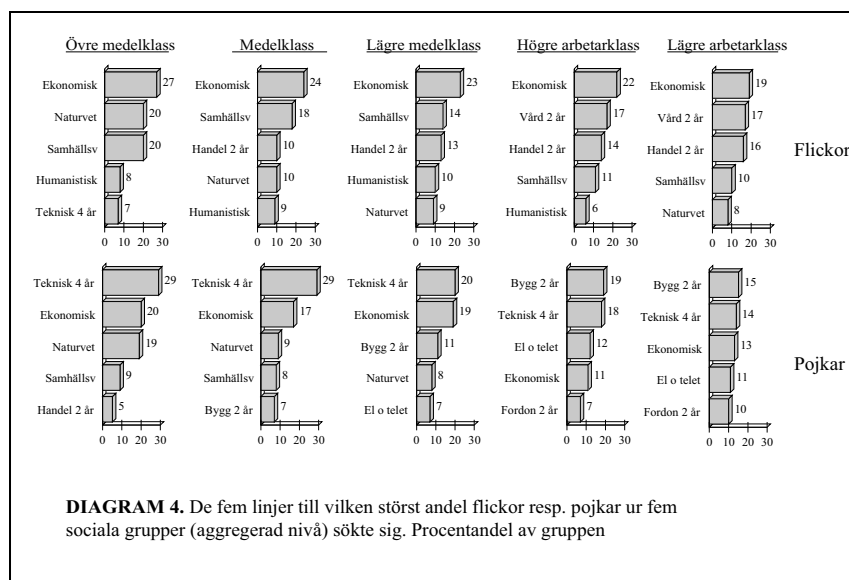 Övre medelklass
Medelklass
Lägre medelklass
Högre arbetarklass
Lägre arbetarklass
Ekonomisk 27
Naturvet 20
Samhällsv 20
Humanistisk 8
Teknisk 4 år 7
0 10 20 30
Ekonomisk 24
Samhällsv 18
Handel 2 år 10
Naturvet 10
Humanistisk 9
0 10 20 30
Ekonomisk 23
Samhällsv 14
Handel 2 år 13
Humanistisk 10
Naturvet 9
0 10 20 30
Ekonomisk 22
Vård 2 år 17
Handel 2 år 14
Samhällsv 11
Humanistisk 6
0 10 20 30
Ekonomisk 19
Vård 2 år 17
Handel 2 år 16
Samhällsv 10
Naturvet 8
0 10 20 30
Flickor
Teknisk 4 år 29
Ekonomisk 20
Naturvet 19
Samhällsv 9
Handel 2 år 5
0 10 20 30
Teknisk 4 år 29
Ekonomisk 17
Naturvet 9
Samhällsv 8
Bygg 2 år 7
0 10 20 30
Teknisk 4 år 20
Ekonomisk 19
Bygg 2 år 11
Naturvet 8
El o telet 7
0 10 20 30
Bygg 2 år 19
Teknisk 4 år 18
El o telet 12
Ekonomisk 11
Fordon 2 år 7
0 10 20 30
Bygg 2 år 15
Teknisk 4 år 14
Ekonomisk 13
El o telet 11
Fordon 2 år 10
0 10 20 30
Pojkar
DIAGRAM 4. De fem linjer till vilken störst andel flickor resp. pojkar ur fem
sociala grupper (aggregerad nivå) sökte sig. Procentandel av gruppen